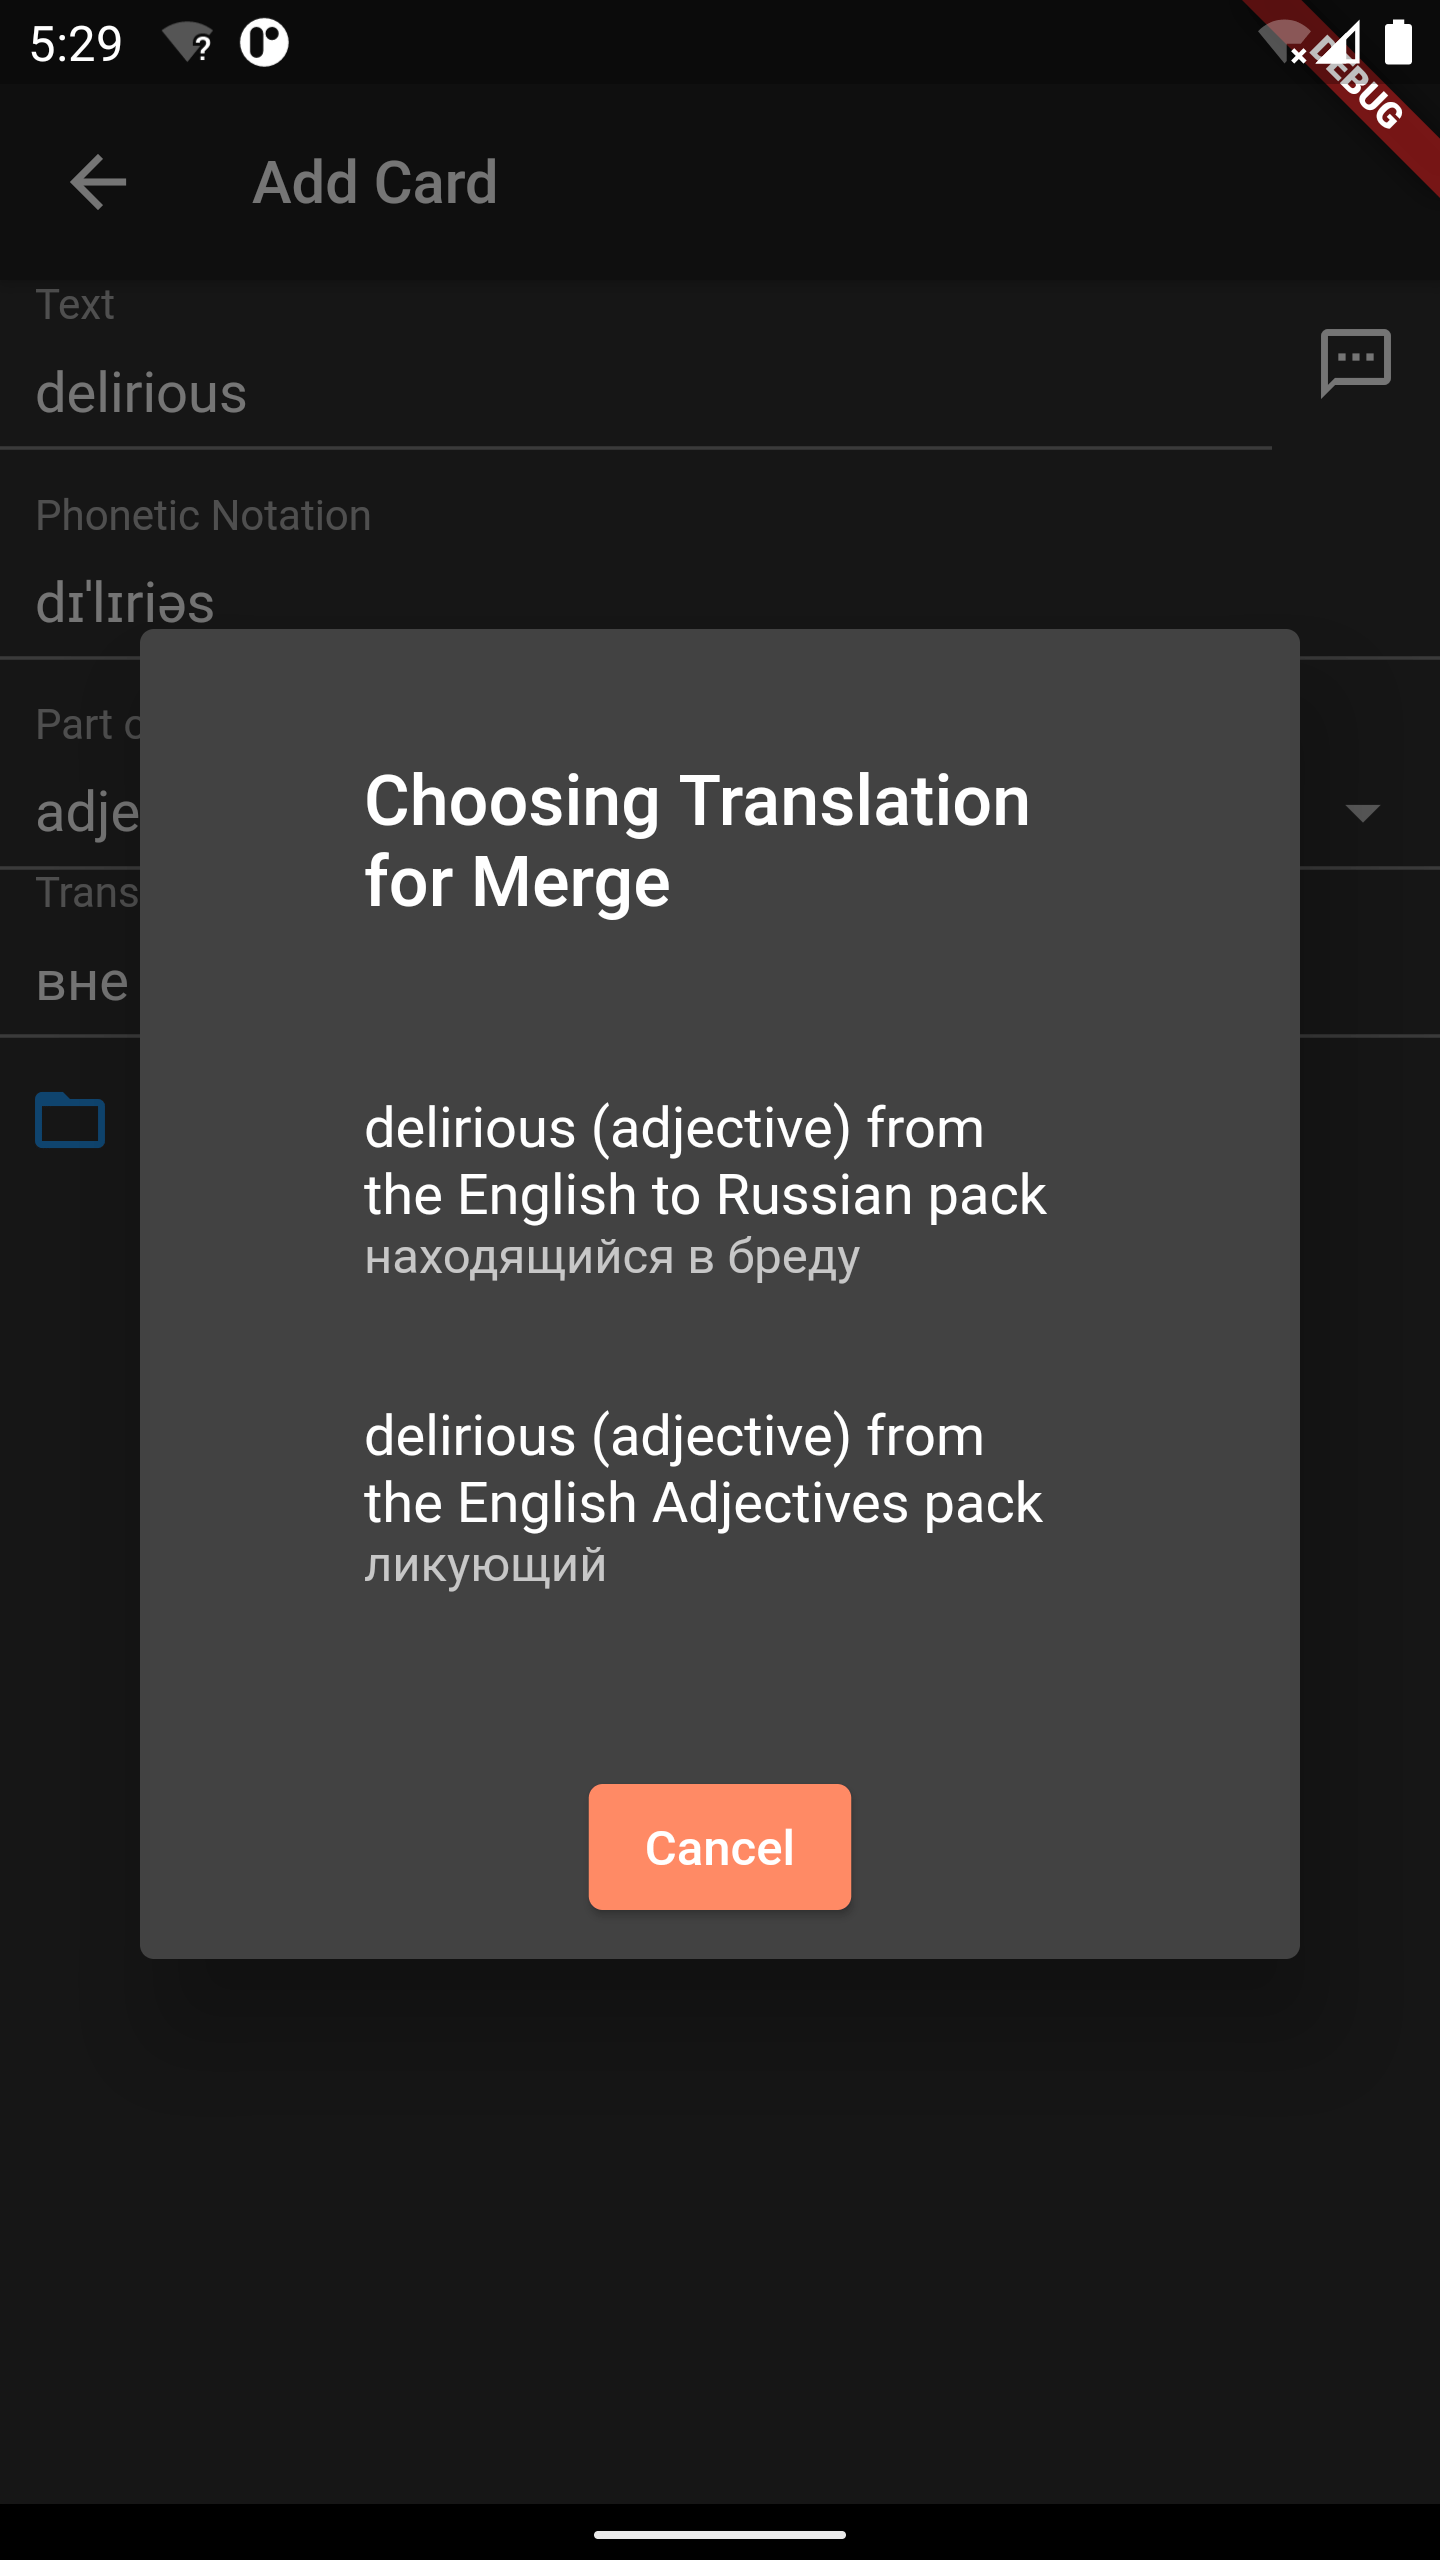 5:29
DEBUG
Add Card
Text
delirious
Phonetic Notation
dɪ'lɪriəs
Part
adje
Trans
вне
Choosing Translation
for Merge
delirious (adjective) from
the English to Russian pack
находящийся в бреду
delirious (adjective) from
the English Adjectives pack
ликующий
Cancel